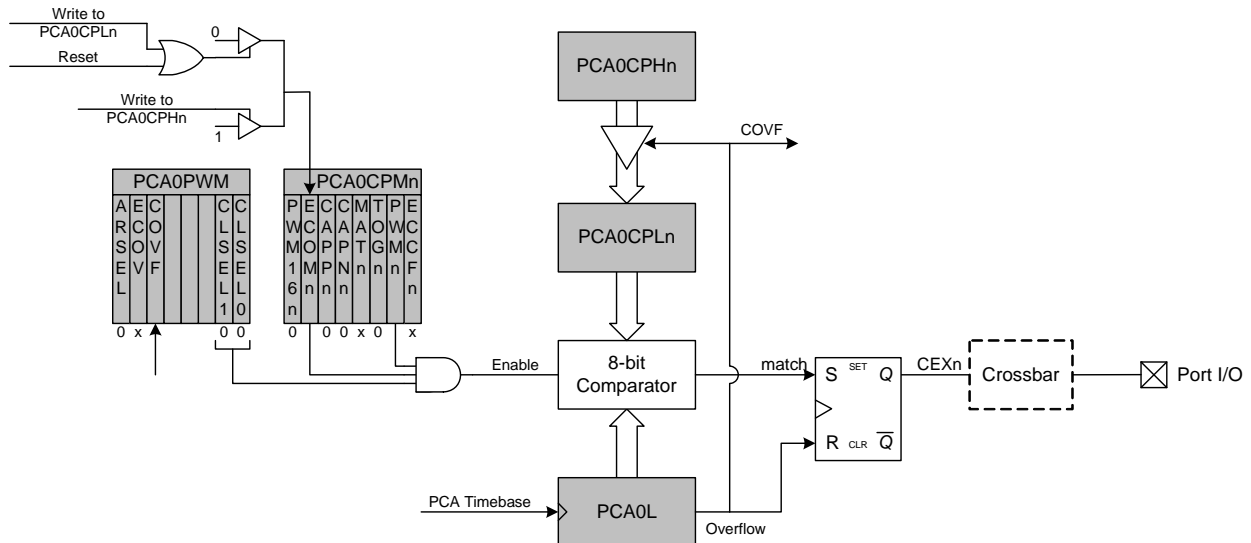 Write to
PCA0CPLn
Reset
0
Write to
PCA0CPHn
1
PCA0CPHn
COVF
PCA0PWM
ARSEL
ECOV
COVF
CLSEL1
CLSEL0
0 x 0 0
PCA0CPMn
PWM16n
ECOMn
CAPPn
CAPNn
MATn
TOGn
PWMn
ECCFn
0 0 0 x 0 x
PCA0CPLn
Enable
8-bit
Comparator
match
S SET Q
R CLR Q
CEXn
Crossbar
Port I/O
PCA Timebase
PCA0L
Overflow